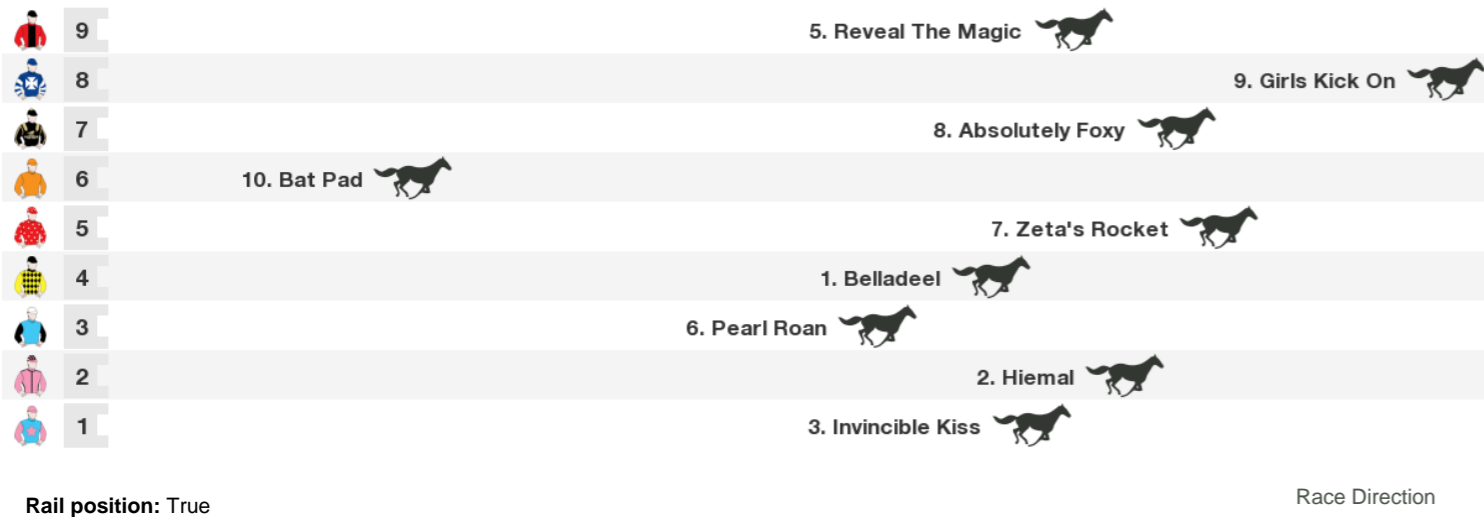 9 5. Reveal The Magic
8 9. Girls Kick On
7 8. Absolutely Foxy
6 10. Bat Pad
5 7. Zeta's Rocket
4 1. Belladeel
3 6. Pearl Roan
2 2. Hiemal
1 3. Invincible Kiss
Rail position: True Race Direction